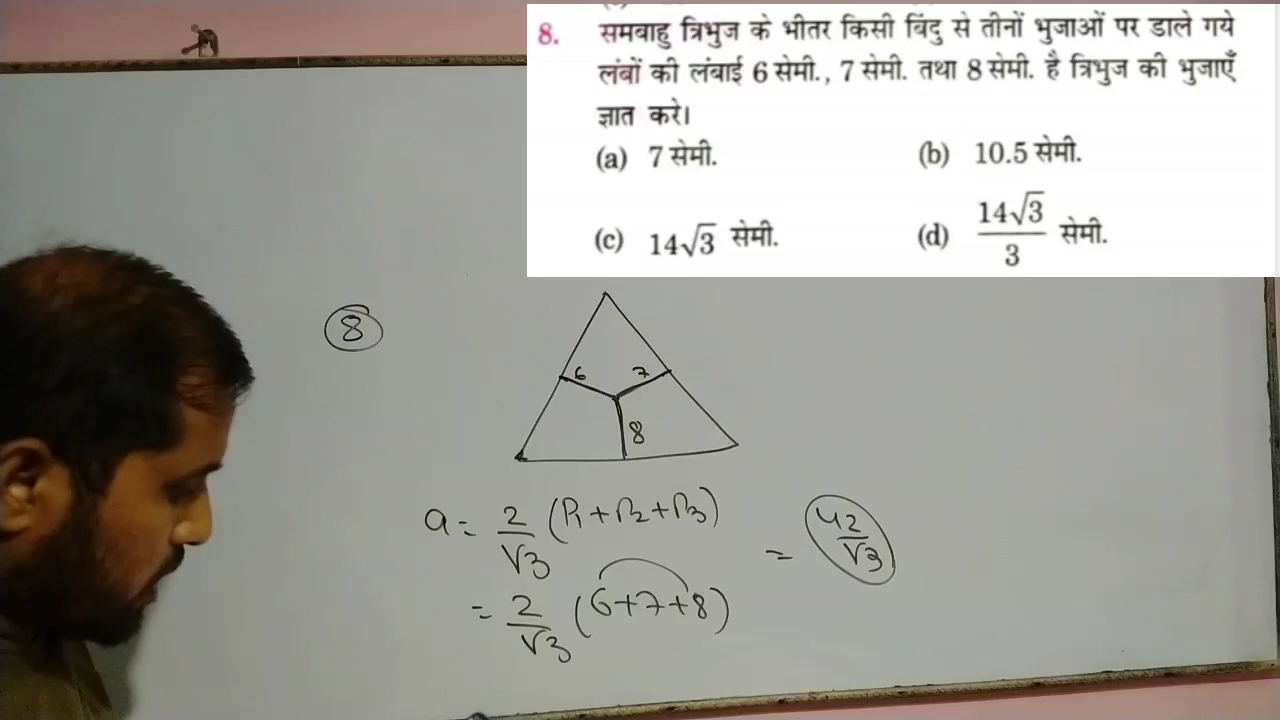 8. समबाहु त्रिभुज के भीतर किसी बिंदु से तीनों भुजाओं पर डाले गये
लंबों की लंबाई 6 सेमी., 7 सेमी. तथा 8 सेमी. है त्रिभुज की भुजाएँ
ज्ञात करे।
(a) 7 सेमी. (b) 10.5 सेमी.
(c) 14√3 सेमी. (d) 14√3/3 सेमी.
8
6 7
8
a = 2/√3 (P1+P2+P3)
= 2/√3 (6+7+8)
= 42/√3